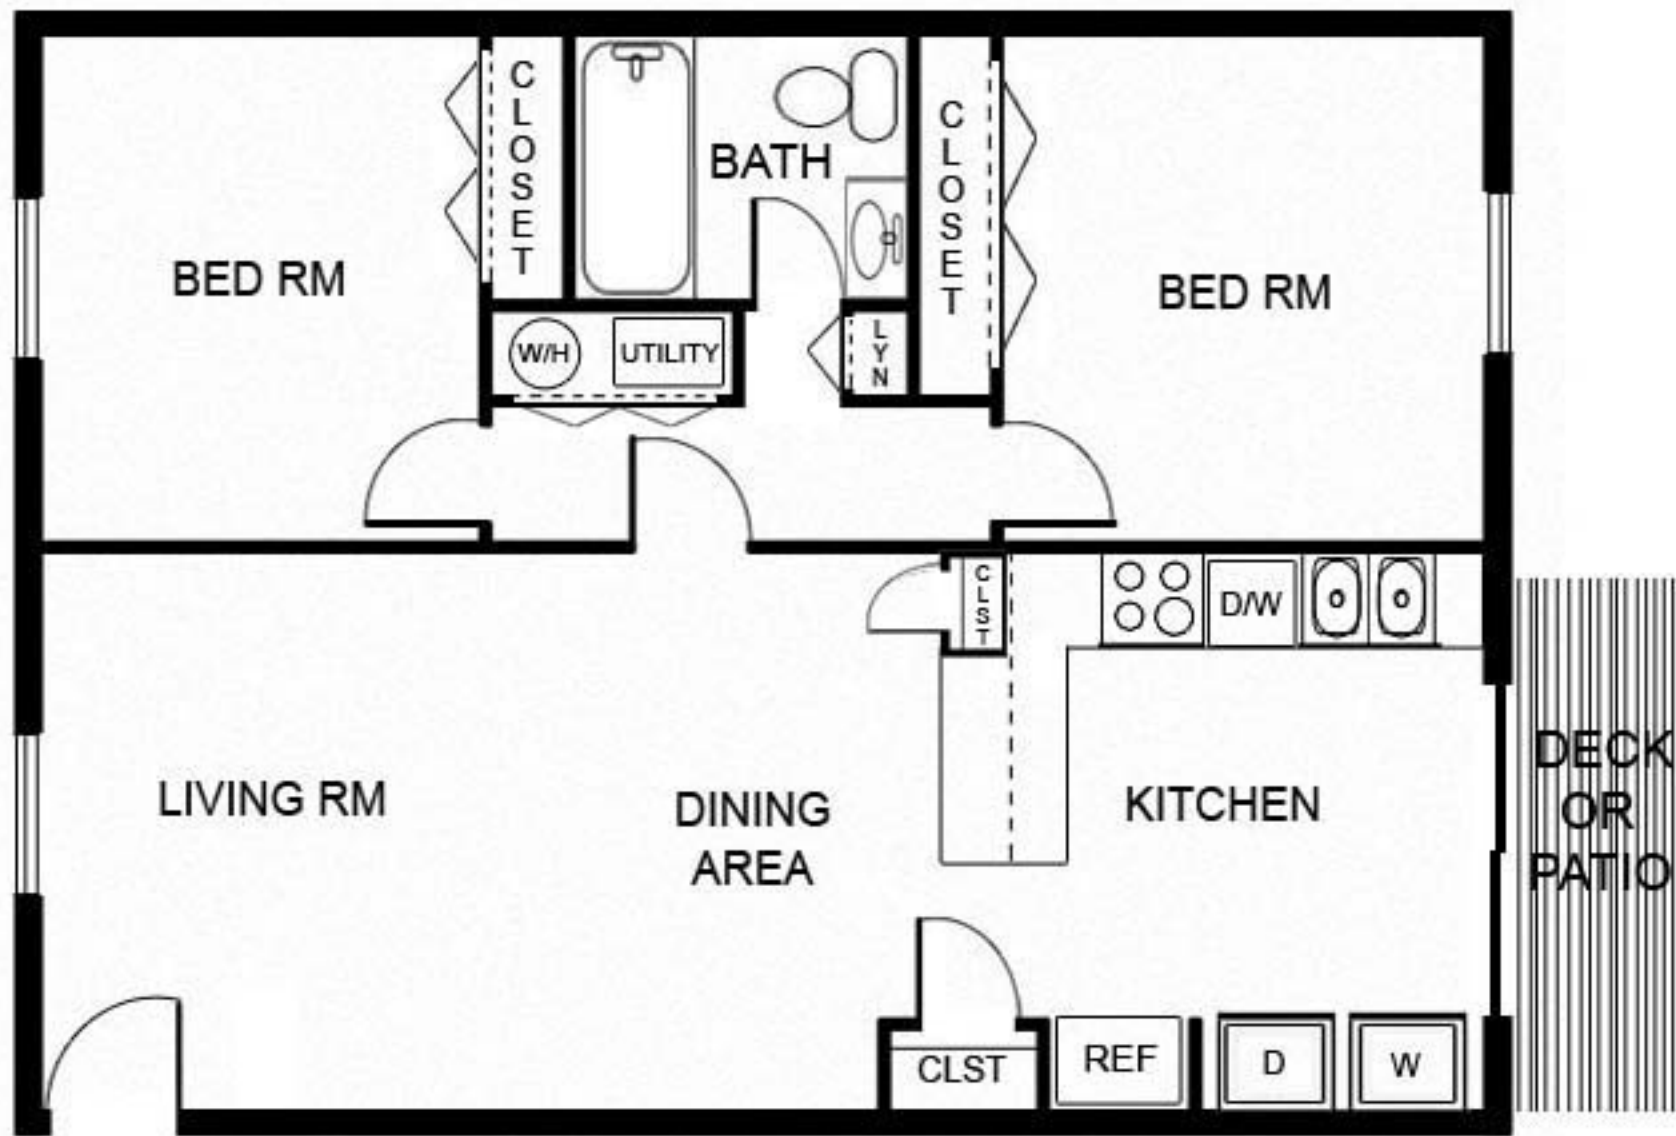 CLOSET
BATH
CLOSET
BED RM
BED RM
W/H
UTILITY
LYN
CLST
D/W
LIVING RM
DINING
AREA
KITCHEN
DECK
OR
PATIO
CLST
REF
D
W